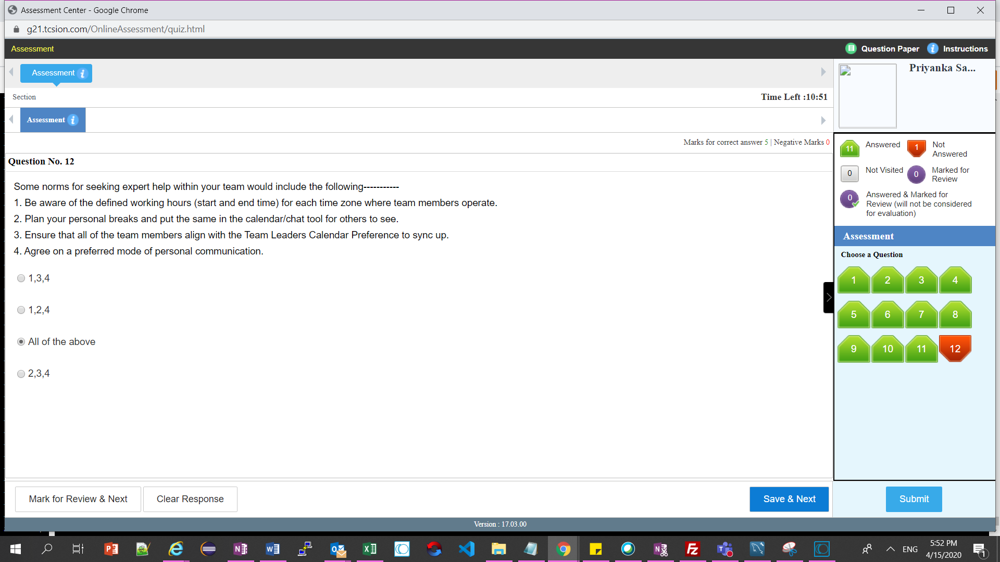 Assessment Center - Google Chrome
g21.tcsion.com/OnlineAssessment/quiz.html
Assessment
Question Paper
Instructions
Assessment
Priyanka Sa...
Section
Time Left :10:51
Assessment
Marks for correct answer 5 | Negative Marks 0
Question No. 12
Some norms for seeking expert help within your team would include the following-----------
1. Be aware of the defined working hours (start and end time) for each time zone where team members operate.
2. Plan your personal breaks and put the same in the calendar/chat tool for others to see.
3. Ensure that all of the team members align with the Team Leaders Calendar Preference to sync up.
4. Agree on a preferred mode of personal communication.
1,3,4
1,2,4
All of the above
2,3,4
11 Answered
1 Not Answered
0 Not Visited
0 Marked for Review
0 Answered & Marked for
Review (will not be considered
for evaluation)
Assessment
Choose a Question
1 2 3 4
5 6 7 8
9 10 11 12
Mark for Review & Next
Clear Response
Save & Next
Submit
Version : 17.03.00
ENG
5:52 PM
4/15/2020
1